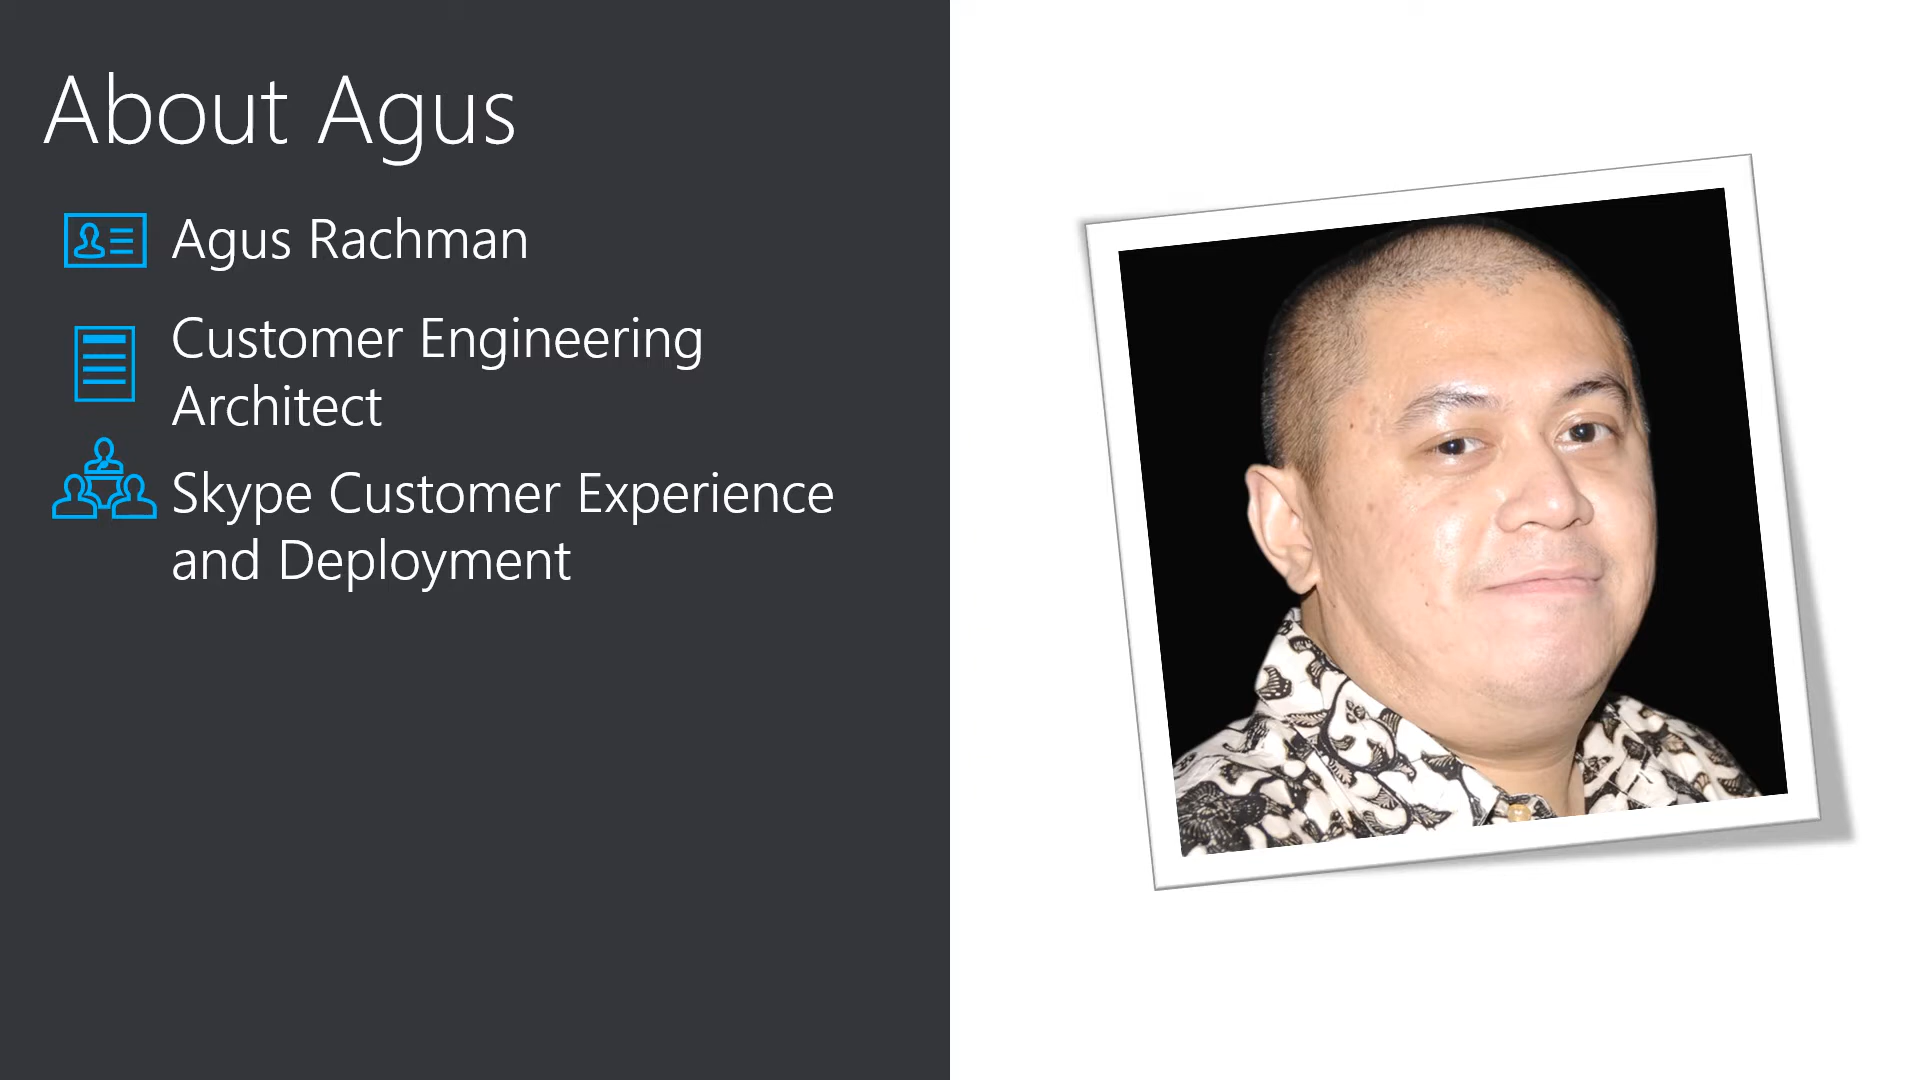 About Agus
Agus Rachman
Customer Engineering
Architect
Skype Customer Experience
and Deployment